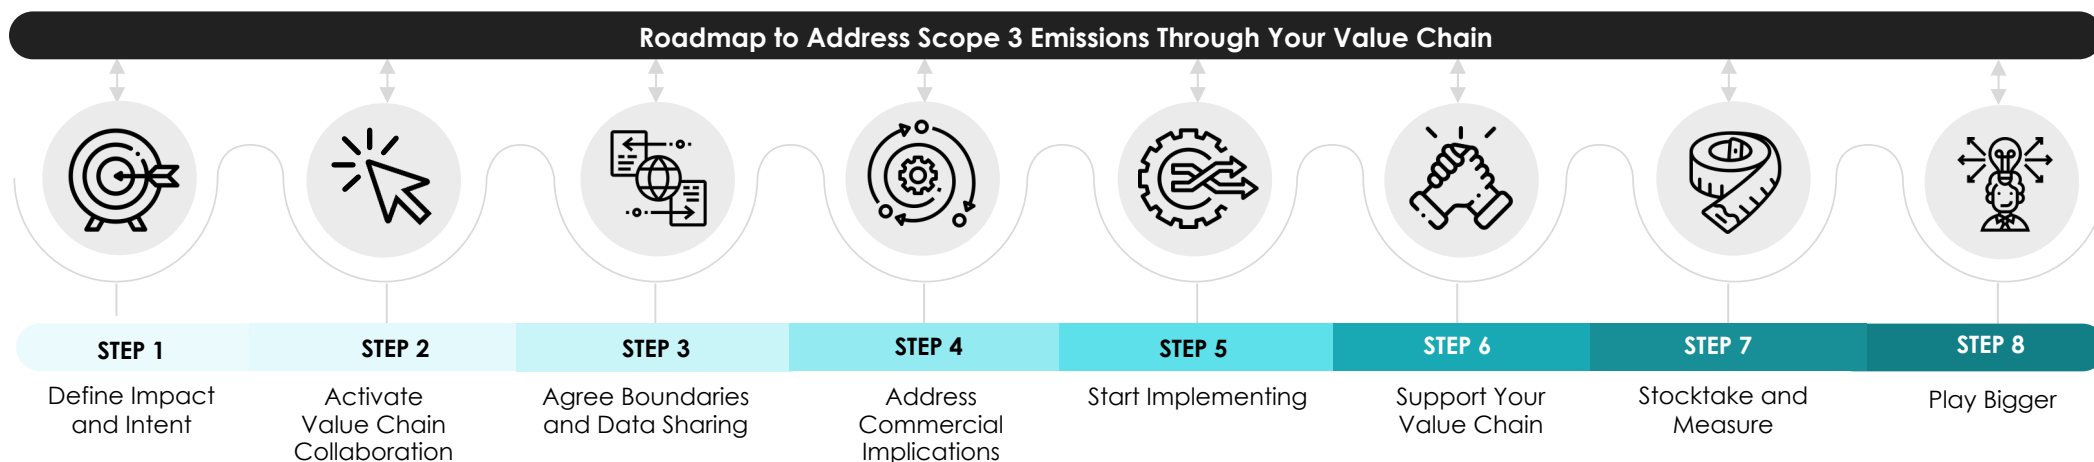 Roadmap to Address Scope 3 Emissions Through Your Value Chain
STEP 1
STEP 2
STEP 3
STEP 4
STEP 5
STEP 6
STEP 7
STEP 8
Define Impact
and Intent
Activate
Value Chain
Collaboration
Agree Boundaries
and Data Sharing
Address
Commercial
Implications
Start Implementing
Support Your
Value Chain
Stocktake and
Measure
Play Bigger